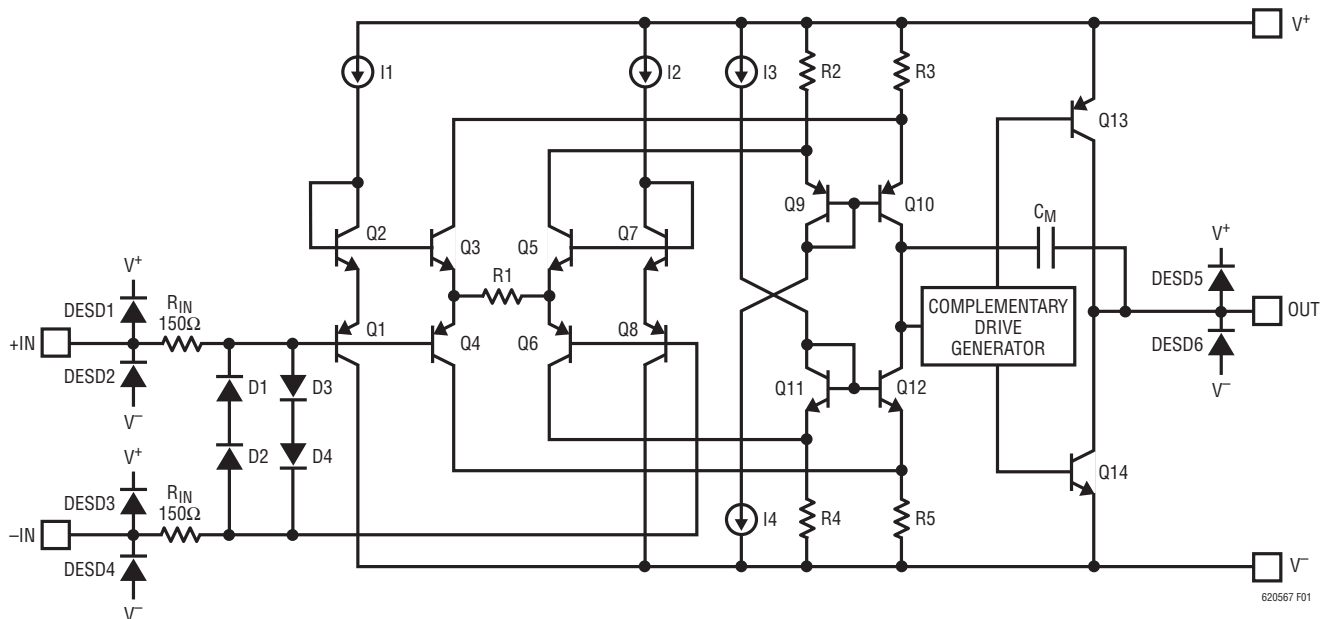 V+
I1
I2
I3
R2
R3
Q13
Q9
Q10
CM
Q2
Q3
Q5
Q7
V+
V+
DESD1
RIN
150Ω
R1
DESD5
+IN
COMPLEMENTARY
DRIVE
GENERATOR
OUT
Q1
Q4
Q6
Q8
DESD2
DESD6
D1
D3
Q11
Q12
V–
V–
V+
D2
D4
Q14
DESD3
RIN
150Ω
I4
R4
R5
–IN
DESD4
V–
V–
620567 F01